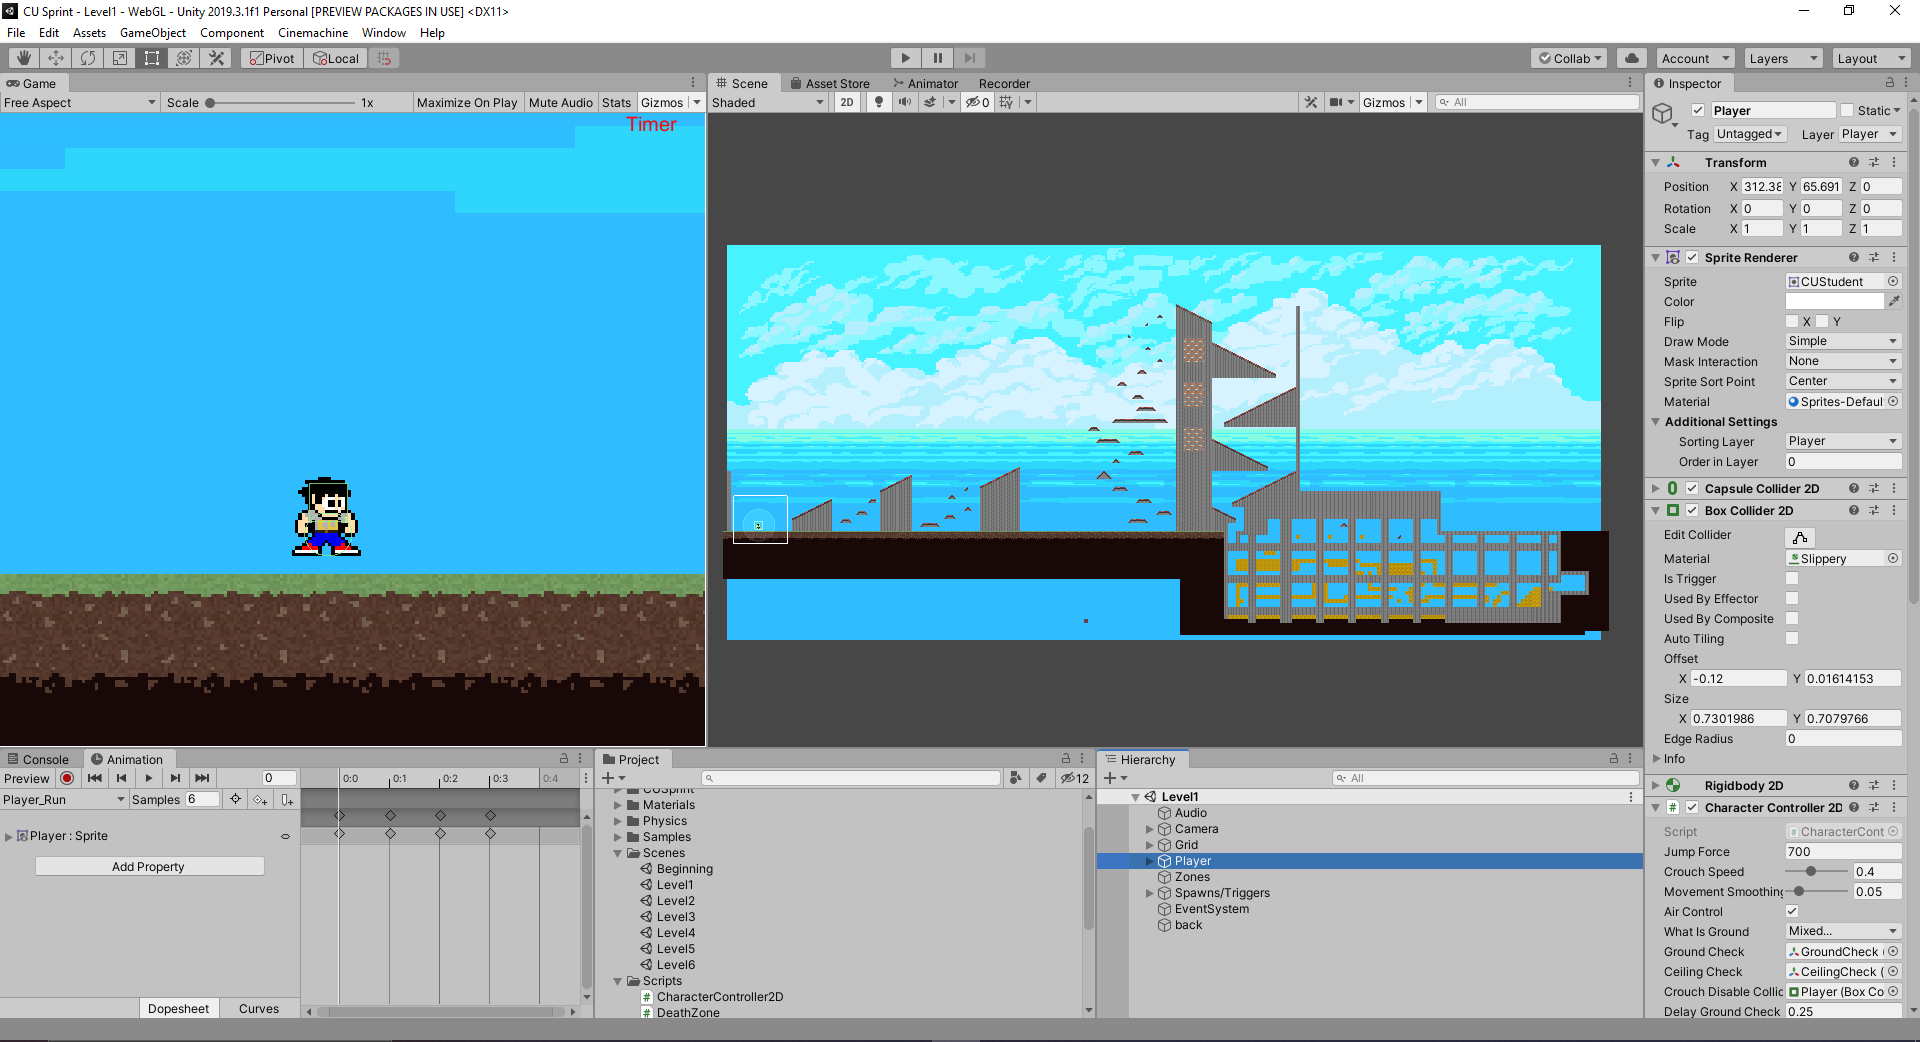 CU Sprint - Level1 - WebGL - Unity 2019.3.1f1 Personal [PREVIEW PACKAGES IN USE] <DX11>
File Edit Assets GameObject Component Cinemachine Window Help
Pivot Local Collab Account Layers Layout
Game
Free Aspect Scale 1x Maximize On Play Mute Audio Stats Gizmos
Timer
Scene Asset Store Animator Recorder
Shaded 2D 0 Gizmos All
Inspector
Player Static
Tag Untagged Layer Player
Transform
Position X 312.38 Y 65.691 Z 0
Rotation X 0 Y 0 Z 0
Scale X 1 Y 1 Z 1
Sprite Renderer
Sprite CUStudent
Color
Flip X Y
Draw Mode Simple
Mask Interaction None
Sprite Sort Point Center
Material Sprites-Defaul
Additional Settings
Sorting Layer Player
Order in Layer 0
Capsule Collider 2D
Box Collider 2D
Edit Collider
Material Slippery
Is Trigger
Used By Effector
Used By Composite
Auto Tiling
Offset
X -0.12 Y 0.01614153
Size
X 0.7301986 Y 0.7079766
Edge Radius 0
Info
Rigidbody 2D
Character Controller 2D
Script CharacterCont
Jump Force 700
Crouch Speed 0.4
Movement Smoothing 0.05
Air Control
What Is Ground Mixed...
Ground Check GroundCheck (
Ceiling Check CeilingCheck (
Crouch Disable Collic Player (Box Co
Delay Ground Check 0.25
Console Animation
Preview 0 0:0 0:1 0:2 0:3 0:4
Player_Run Samples 6
Player : Sprite
Add Property
Dopesheet Curves
Project
12
CUSprint
Materials
Physics
Samples
Scenes
Beginning
Level1
Level2
Level3
Level4
Level5
Level6
Scripts
CharacterController2D
DeathZone
Hierarchy
All
Level1
Audio
Camera
Grid
Player
Zones
Spawns/Triggers
EventSystem
back